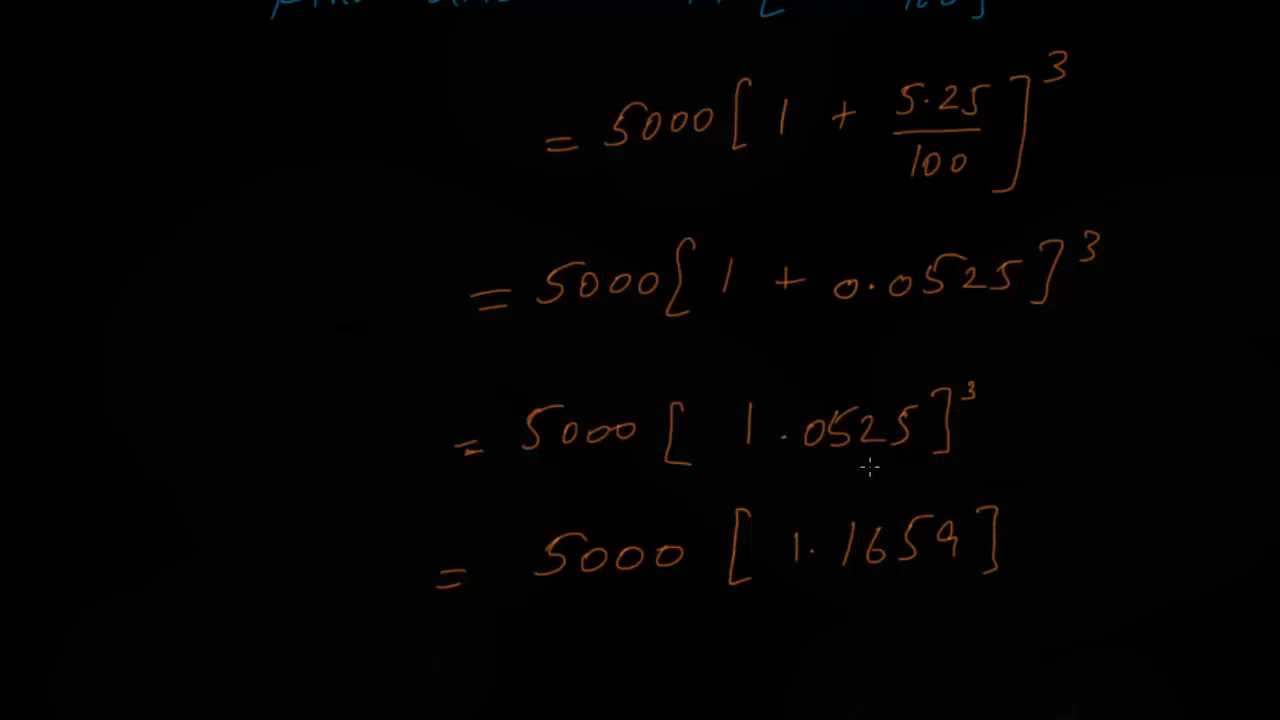 = 5000 [ 1 + 5.25/100 ]^3
= 5000 [ 1 + 0.0525 ]^3
= 5000 [ 1.0525 ]^3
= 5000 [ 1.1659 ]